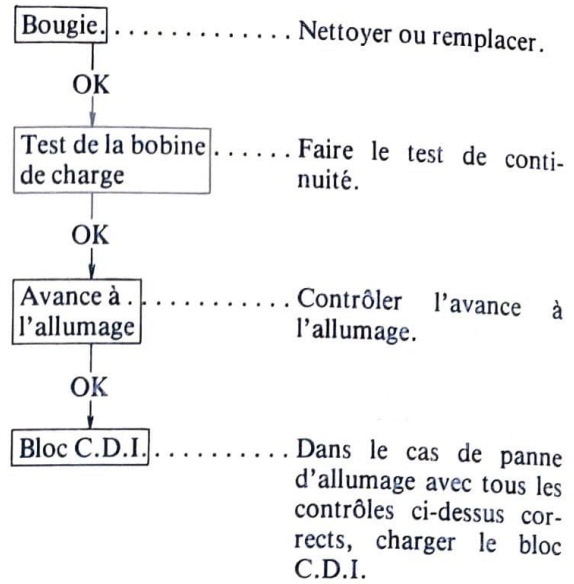 Bougie. . . . . . . . . . . . . . Nettoyer ou remplacer.
OK
Test de la bobine . . . . . . Faire le test de conti-
de charge nuité.
OK
Avance à . . . . . . . . . . . . . Contrôler l'avance à
l'allumage l'allumage.
OK
Bloc C.D.I. . . . . . . . . . . Dans le cas de panne
d'allumage avec tous les
contrôles ci-dessus cor-
rects, charger le bloc
C.D.I.